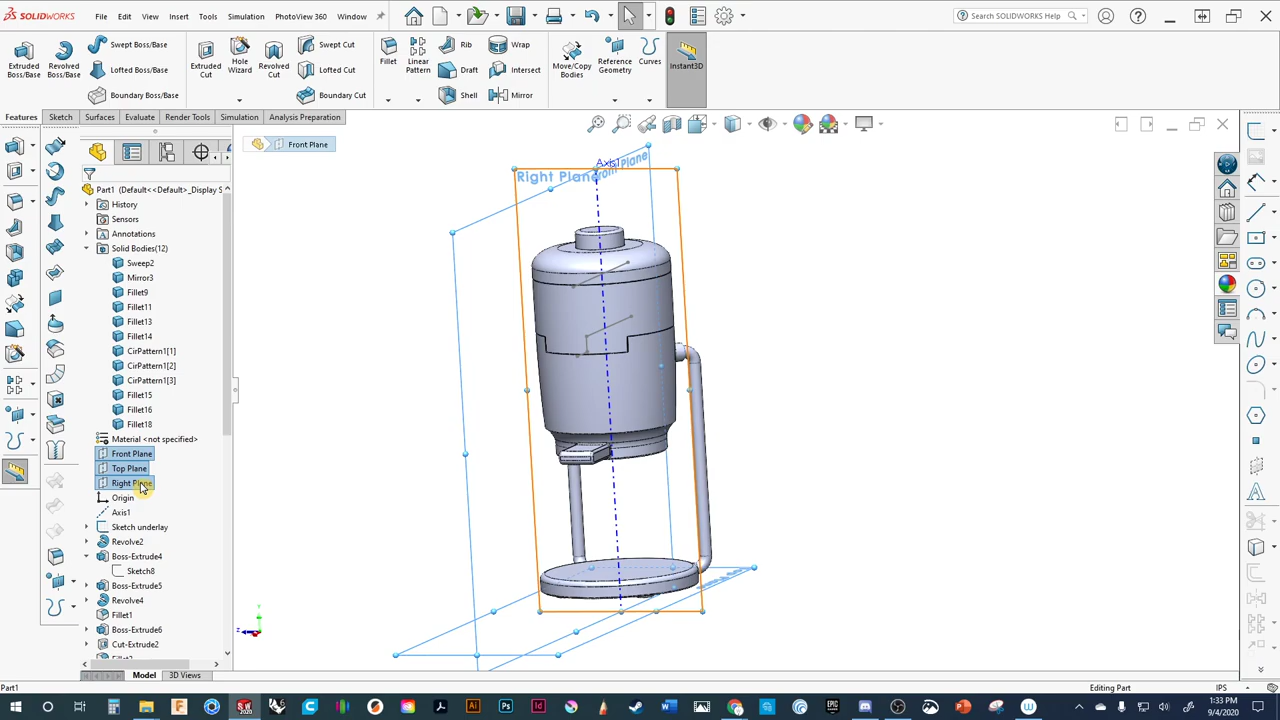 SOLIDWORKS
File Edit View Insert Tools Simulation PhotoView 360 Window
Search SOLIDWORKS Help
Extruded Boss/Base
Revolved Boss/Base
Swept Boss/Base
Lofted Boss/Base
Boundary Boss/Base
Extruded Cut
Hole Wizard
Revolved Cut
Swept Cut
Lofted Cut
Boundary Cut
Fillet
Linear Pattern
Rib
Draft
Shell
Wrap
Intersect
Mirror
Move/Copy Bodies
Reference Geometry
Curves
Instant3D
Features Sketch Surfaces Evaluate Render Tools Simulation Analysis Preparation
Front Plane
Part1 (Default<<Default>_Display S
History
Sensors
Annotations
Solid Bodies(12)
Sweep2
Mirror3
Fillet9
Fillet11
Fillet13
Fillet14
CirPattern1[1]
CirPattern1[2]
CirPattern1[3]
Fillet15
Fillet16
Fillet18
Material <not specified>
Front Plane
Top Plane
Right Plane
Origin
Axis1
Sketch underlay
Revolve2
Boss-Extrude4
Sketch8
Boss-Extrude5
Revolve4
Fillet1
Boss-Extrude6
Cut-Extrude2
Axis1
Right Plane
Front Plane
Model 3D Views
Part1
Editing Part
IPS
1:33 PM
9/4/2020